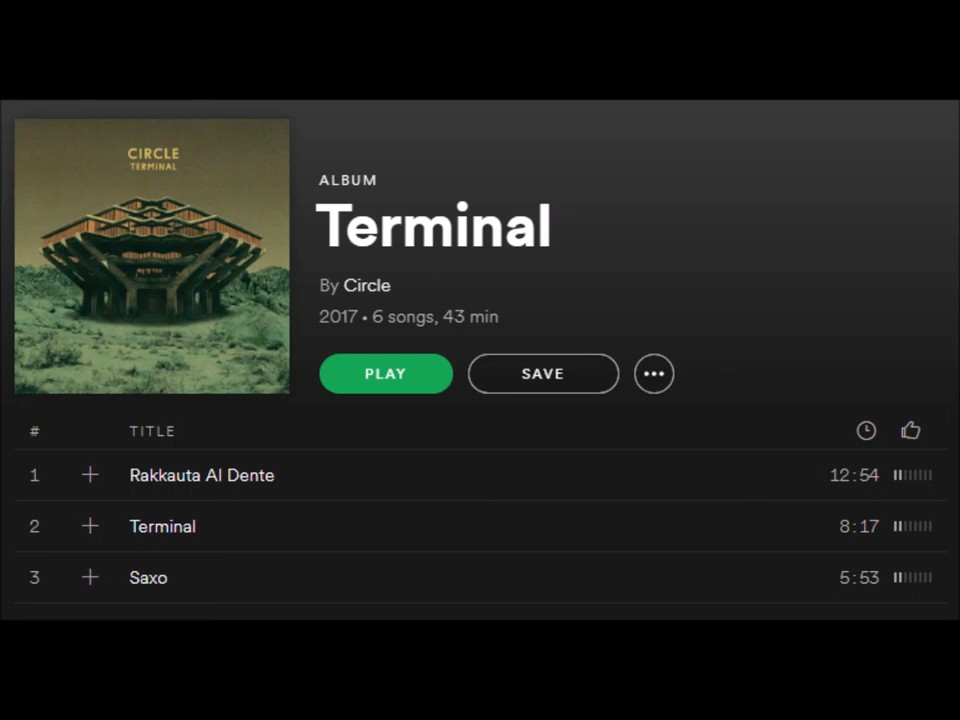 CIRCLE
TERMINAL
ALBUM
Terminal
By Circle
2017 • 6 songs, 43 min
PLAY
SAVE
# TITLE
1 Rakkauta Al Dente 12:54
2 Terminal 8:17
3 Saxo 5:53